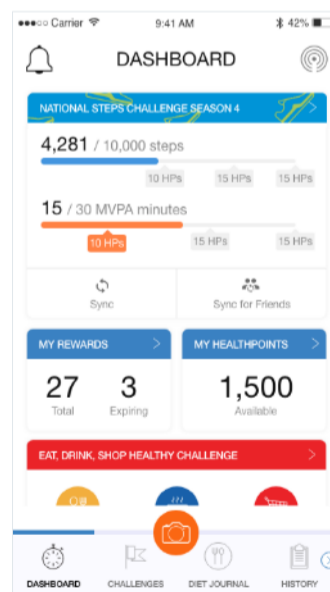 Carrier 9:41 AM 42%
DASHBOARD
NATIONAL STEPS CHALLENGE SEASON 4
4,281 / 10,000 steps
10 HPs 15 HPs 15 HPs
15 / 30 MVPA minutes
10 HPs 15 HPs 15 HPs
Sync Sync for Friends
MY REWARDS MY HEALTHPOINTS
27 3 1,500
Total Expiring Available
EAT, DRINK, SHOP HEALTHY CHALLENGE
DASHBOARD CHALLENGES DIET JOURNAL HISTORY